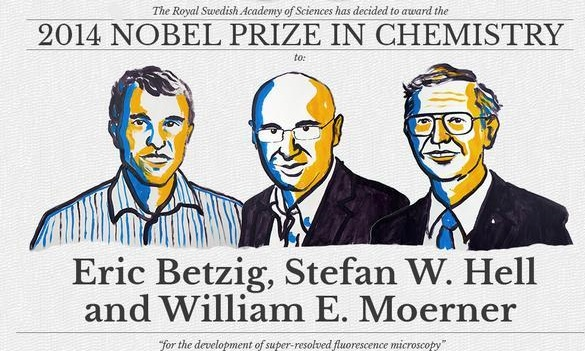 The Royal Swedish Academy of Sciences has decided to award the
2014 NOBEL PRIZE IN CHEMISTRY
to:
Eric Betzig, Stefan W. Hell
and William E. Moerner
“for the development of super-resolved fluorescence microscopy”